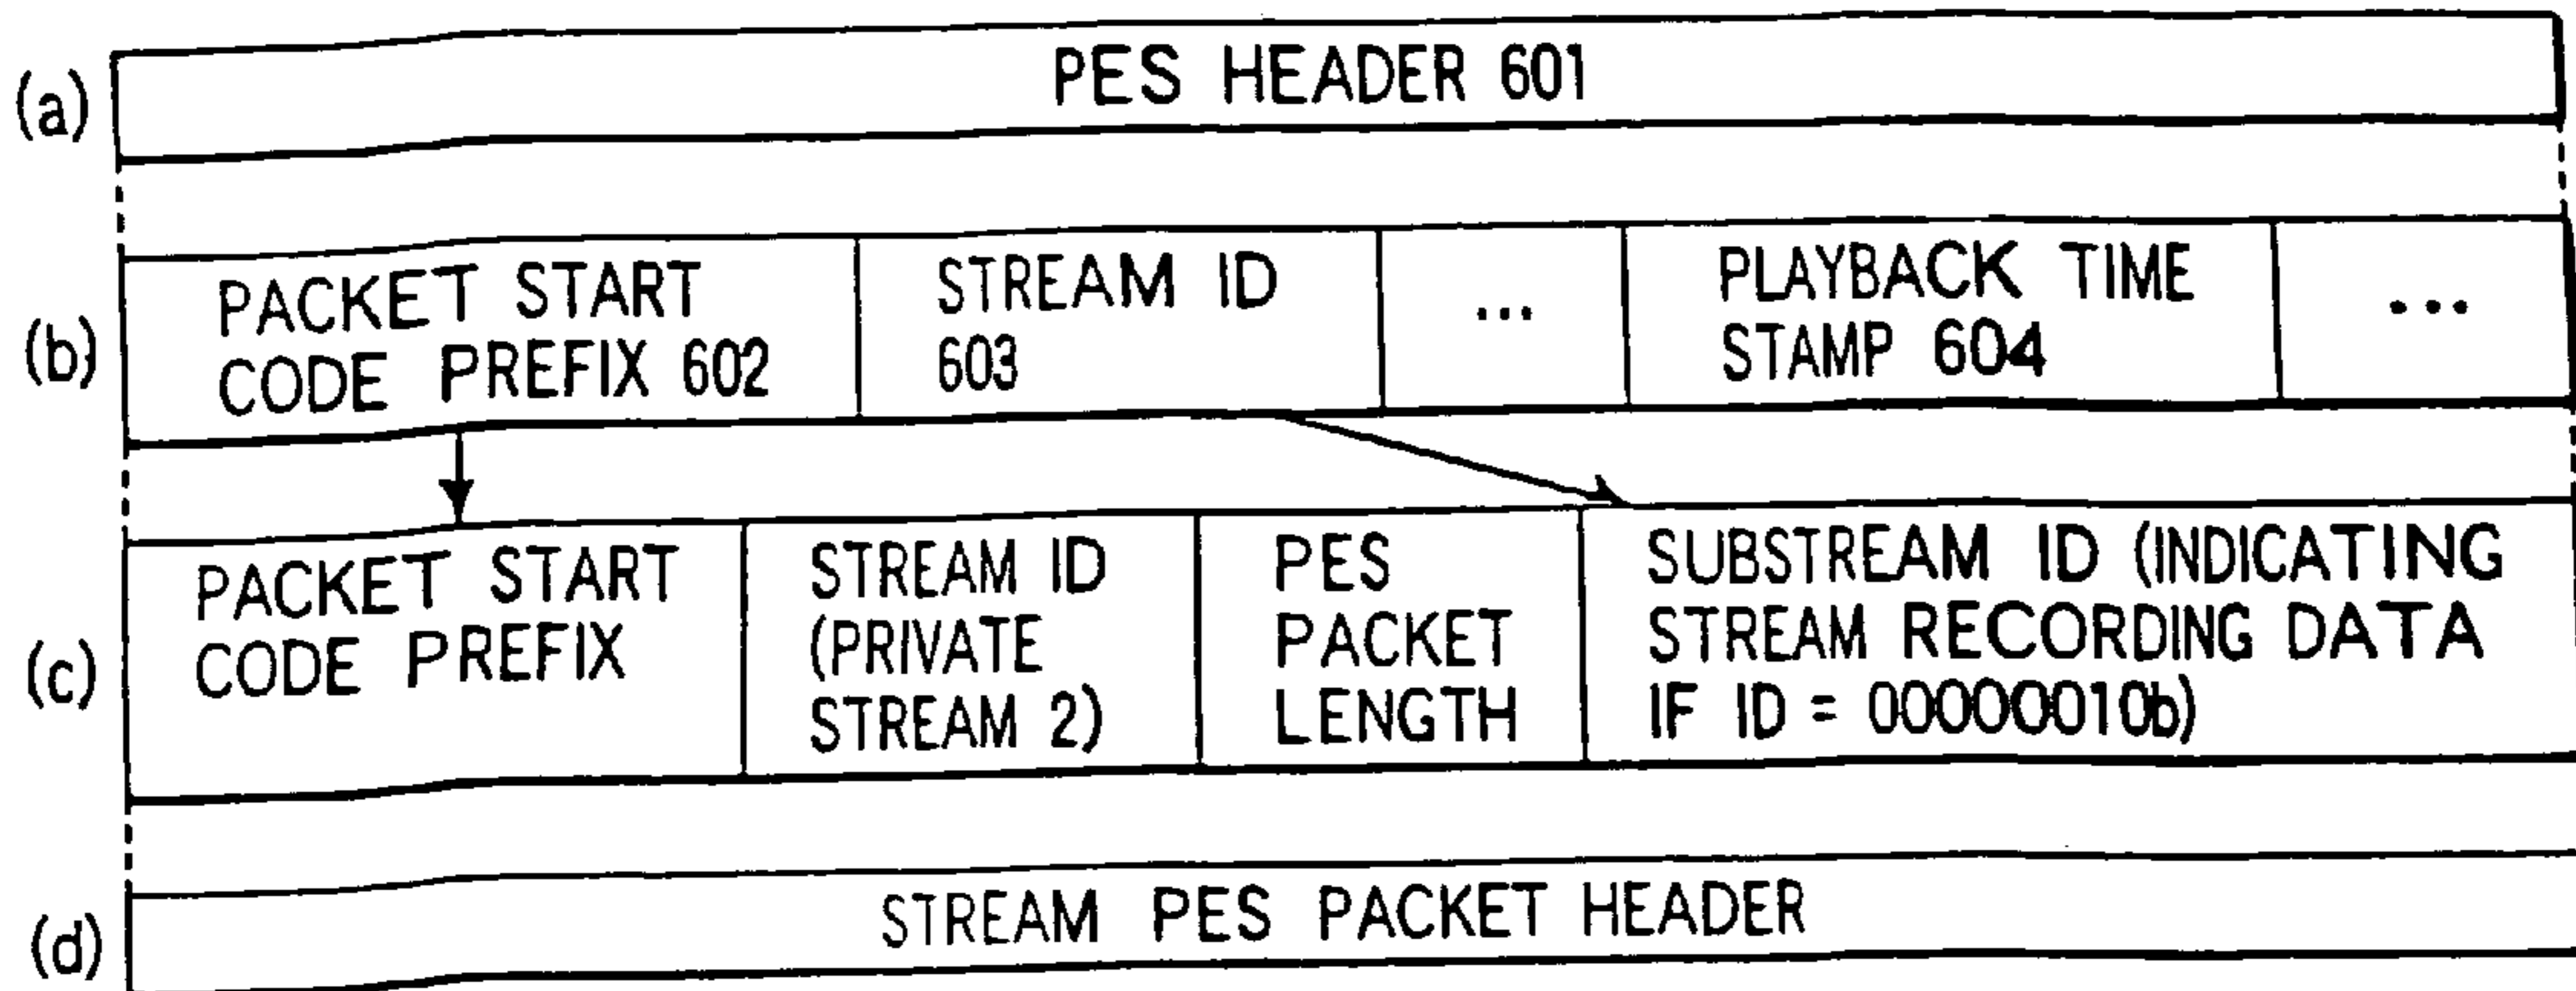 (a)
PES HEADER 601
(b)
PACKET START
CODE PREFIX 602
STREAM ID
603
...
PLAYBACK TIME
STAMP 604
...
(c)
PACKET START
CODE PREFIX
STREAM ID
(PRIVATE
STREAM 2)
PES
PACKET
LENGTH
SUBSTREAM ID (INDICATING
STREAM RECORDING DATA
IF ID = 00000010b)
(d)
STREAM PES PACKET HEADER